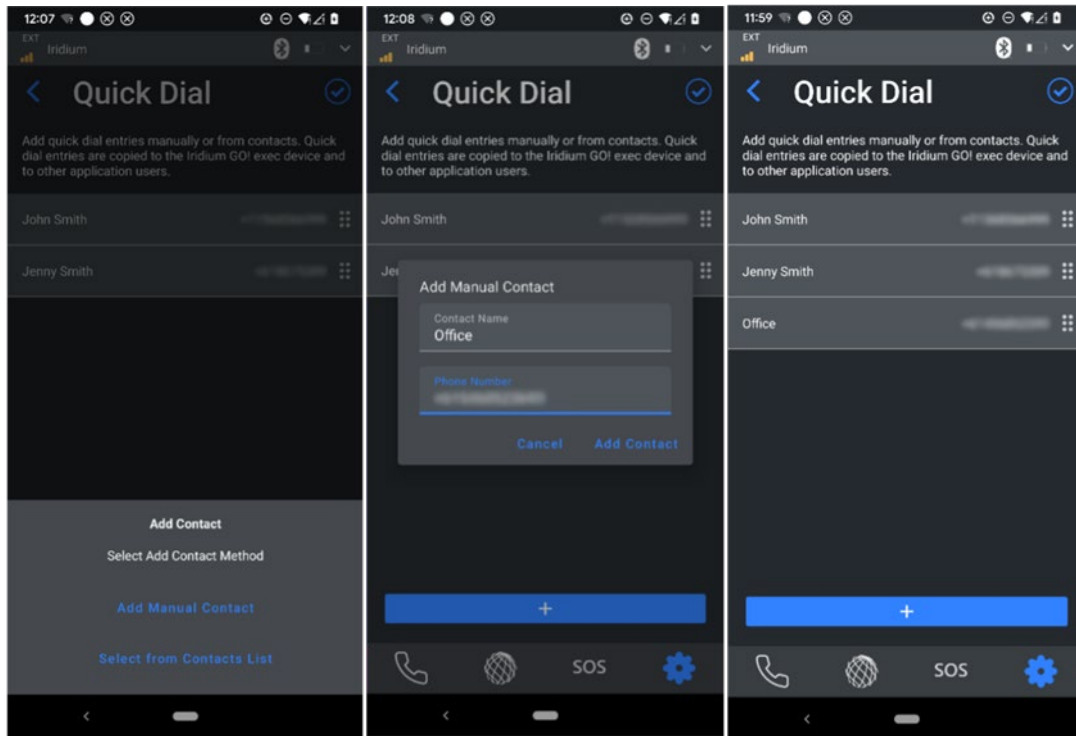 12:07
EXT
Iridium
Quick Dial
Add quick dial entries manually or from contacts. Quick
dial entries are copied to the Iridium GO! exec device and
to other application users.
John Smith
Jenny Smith
Add Contact
Select Add Contact Method
Add Manual Contact
Select from Contacts List
12:08
EXT
Iridium
Quick Dial
Add quick dial entries manually or from contacts. Quick
dial entries are copied to the Iridium GO! exec device and
to other application users.
John Smith
Je
Add Manual Contact
Contact Name
Office
Phone Number
Cancel Add Contact
+
SOS
11:59
EXT
Iridium
Quick Dial
Add quick dial entries manually or from contacts. Quick
dial entries are copied to the Iridium GO! exec device and
to other application users.
John Smith
Jenny Smith
Office
+
SOS